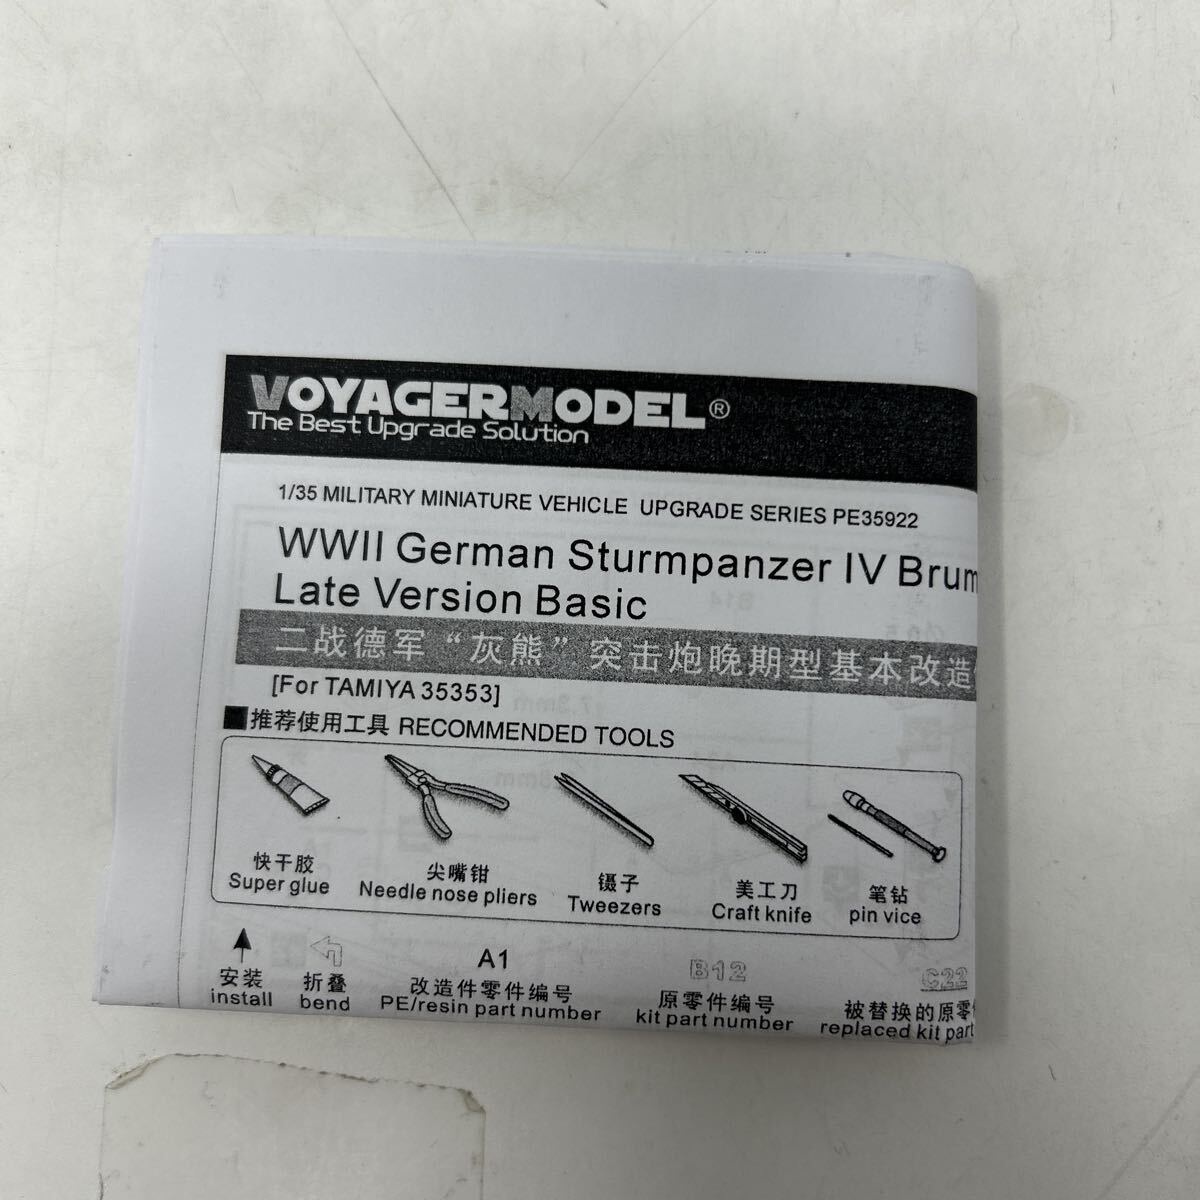 VOYAGERMODEL®
The Best Upgrade Solution
1/35 MILITARY MINIATURE VEHICLE UPGRADE SERIES PE35922
WWII German Sturmpanzer IV Brum
Late Version Basic
二战德军“灰熊”突击炮晚期型基本改造
[For TAMIYA 35353]
■推荐使用工具 RECOMMENDED TOOLS
快干胶
Super glue
尖嘴钳
Needle nose pliers
镊子
Tweezers
美工刀
Craft knife
笔钻
pin vice
安装
install
折叠
bend
A1
改造件零件编号
PE/resin part number
B12
原零件编号
kit part number
C22
被替换的原零
replaced kit part